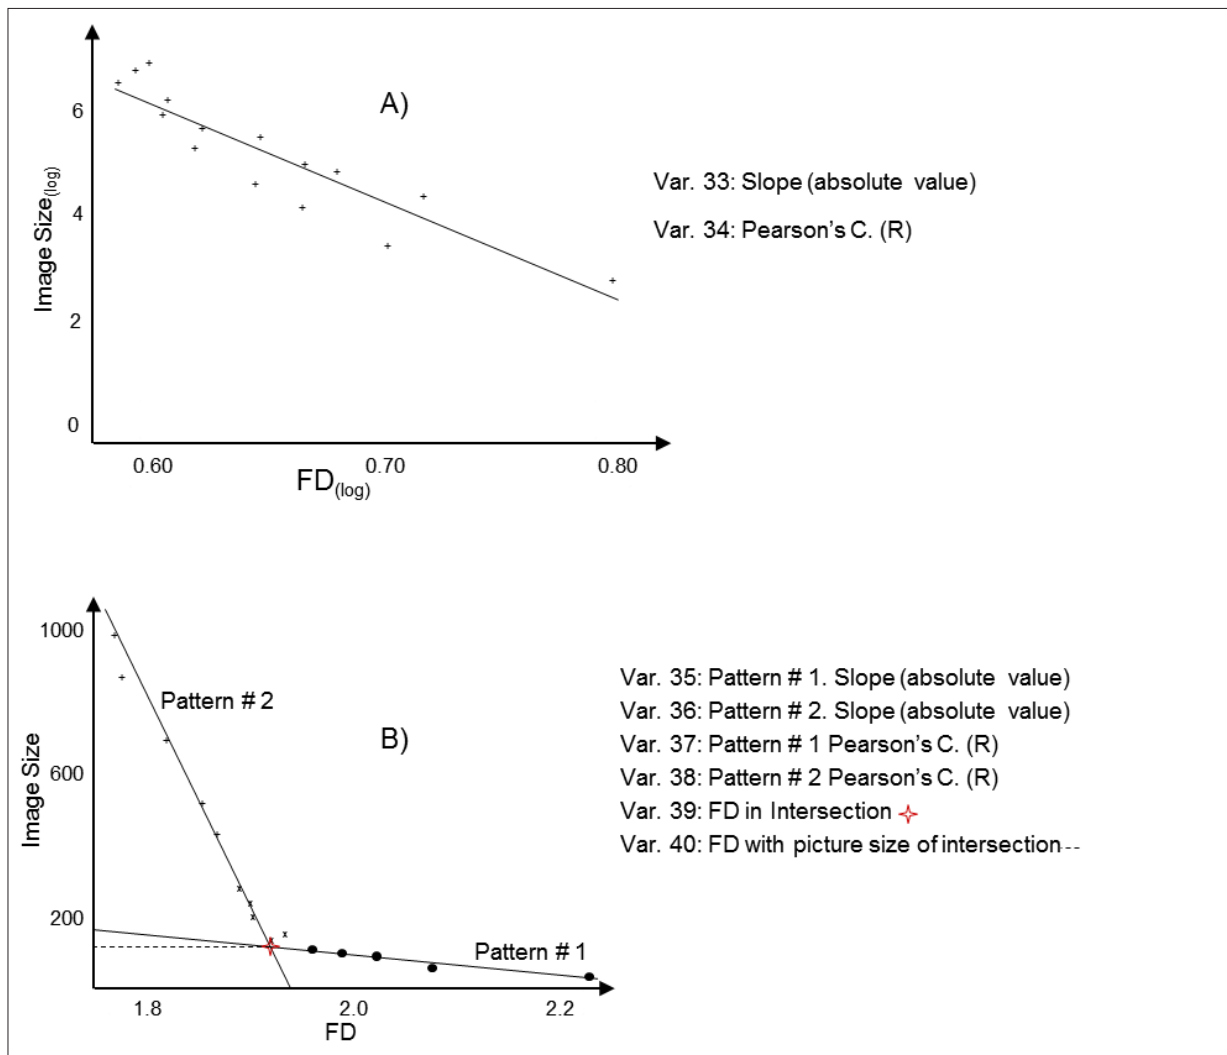 A)
6
4
2
0
Image Size(log)
0.60 0.70 0.80
FD(log)
Var. 33: Slope (absolute value)
Var. 34: Pearson's C. (R)
B)
1000
600
200
Image Size
Pattern # 2
Pattern # 1
1.8 2.0 2.2
FD
Var. 35: Pattern # 1. Slope (absolute value)
Var. 36: Pattern # 2. Slope (absolute value)
Var. 37: Pattern # 1 Pearson's C. (R)
Var. 38: Pattern # 2 Pearson's C. (R)
Var. 39: FD in Intersection
Var. 40: FD with picture size of intersection---